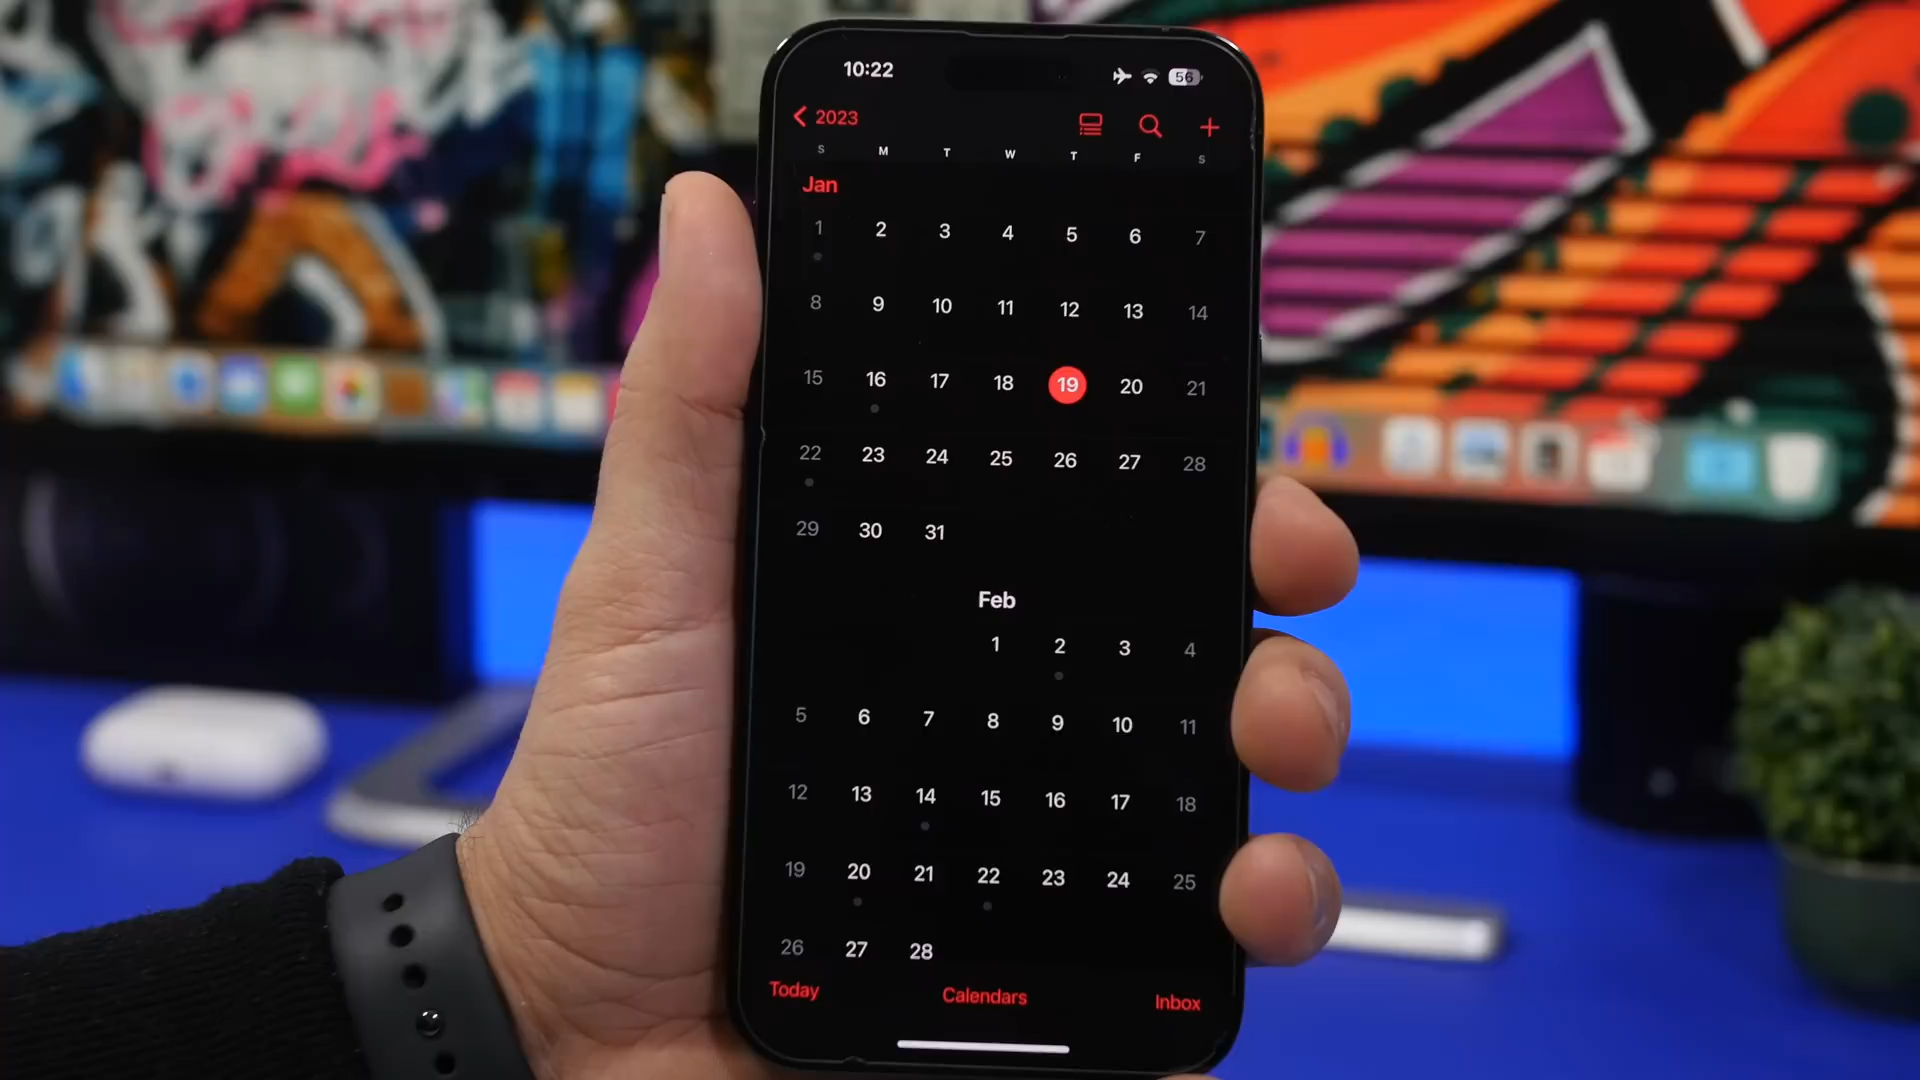 10:22 56
2023
S M T W T F S
Jan
1 2 3 4 5 6 7
8 9 10 11 12 13 14
15 16 17 18 19 20 21
22 23 24 25 26 27 28
29 30 31
Feb
1 2 3 4
5 6 7 8 9 10 11
12 13 14 15 16 17 18
19 20 21 22 23 24 25
26 27 28
Today Calendars Inbox